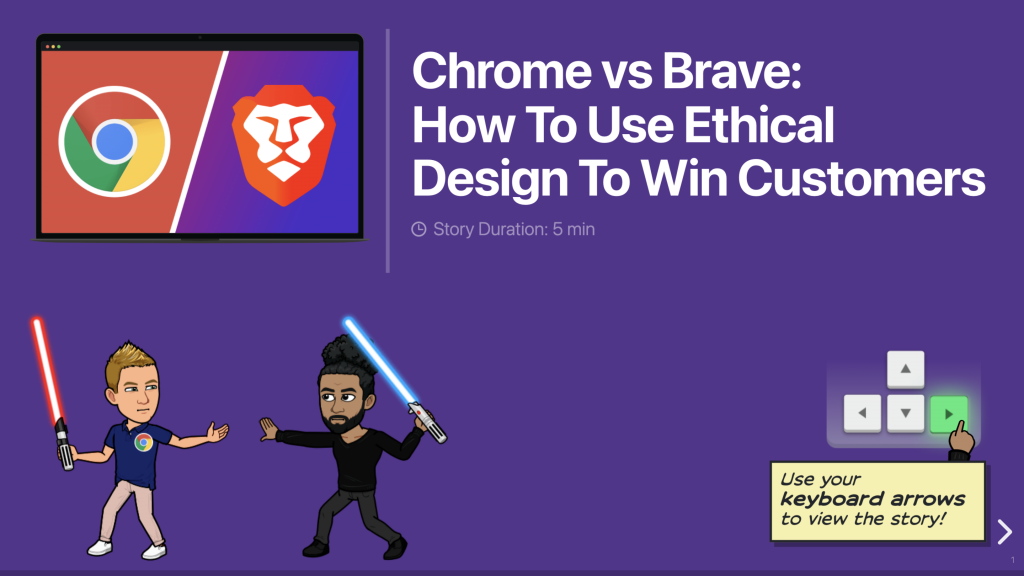 Chrome vs Brave:
How To Use Ethical
Design To Win Customers
Story Duration: 5 min
Use your
keyboard arrows
to view the story!
1